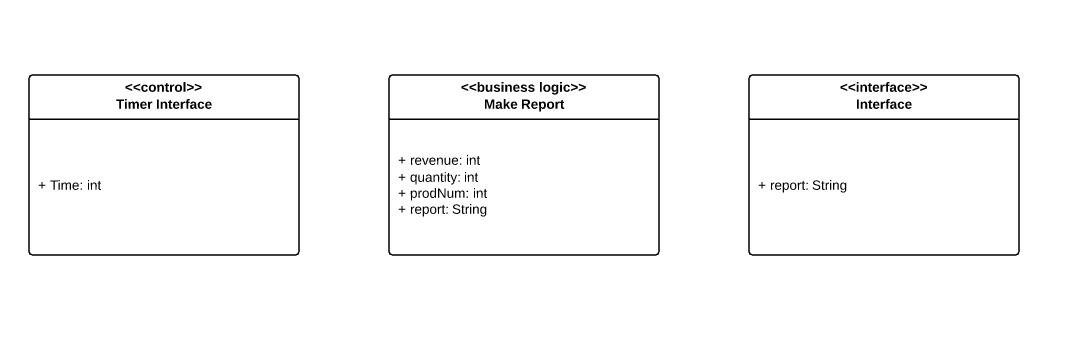 <<control>>
Timer Interface
+ Time: int
<<business logic>>
Make Report
+ revenue: int
+ quantity: int
+ prodNum: int
+ report: String
<<interface>>
Interface
+ report: String